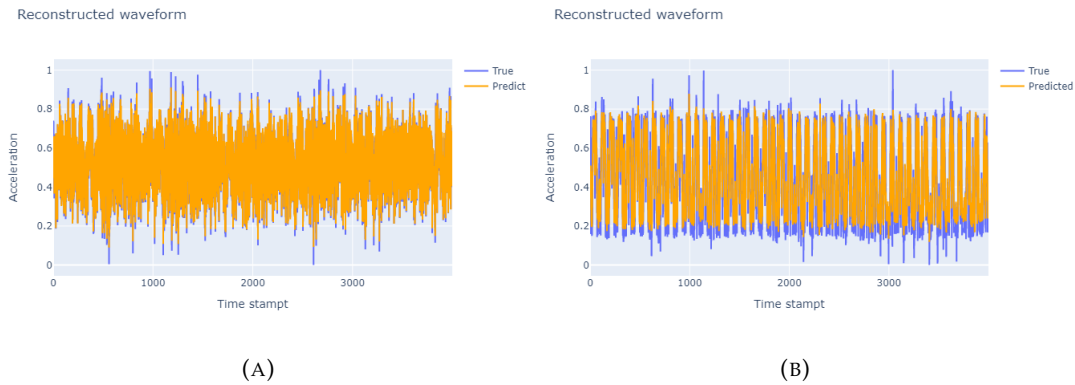 Reconstructed waveform
True
Predict
1
0.8
0.6
0.4
0.2
0
Acceleration
0
1000
2000
3000
Time stampt
(A)
Reconstructed waveform
True
Predicted
1
0.8
0.6
0.4
0.2
0
Acceleration
0
1000
2000
3000
Time stampt
(B)